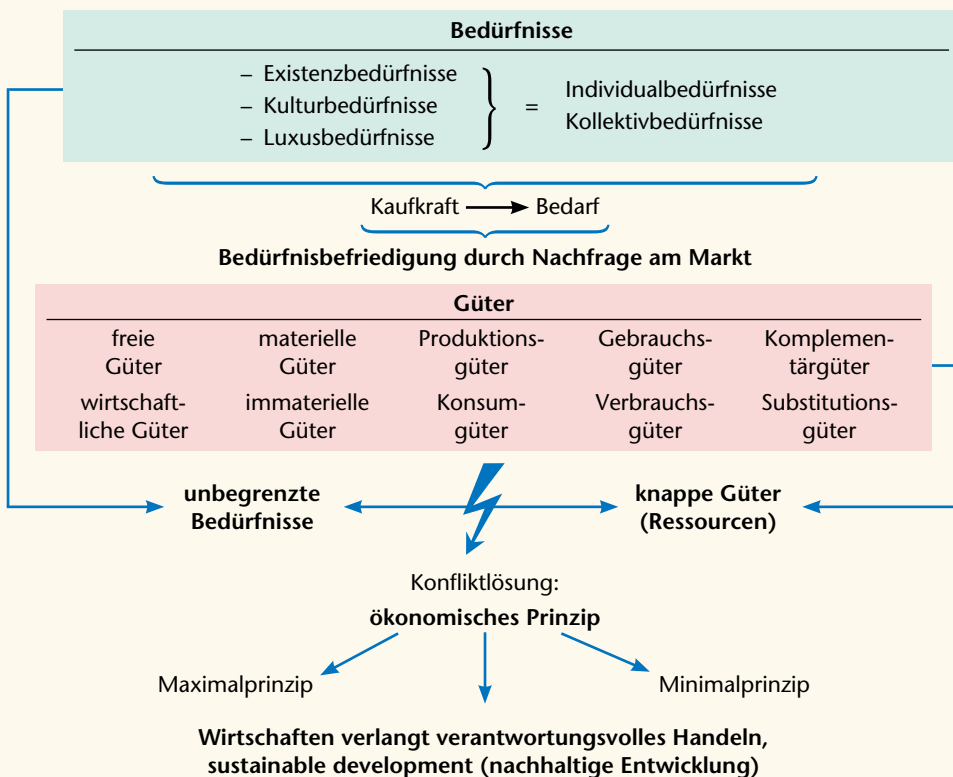 Bedürfnisse
– Existenzbedürfnisse
– Kulturbedürfnisse
– Luxusbedürfnisse
=
Individualbedürfnisse
Kollektivbedürfnisse
Kaufkraft Bedarf
Bedürfnisbefriedigung durch Nachfrage am Markt
Güter
freie
Güter
materielle
Güter
Produktions-
güter
Gebrauchs-
güter
Komplemen-
tärgüter
wirtschaft-
liche Güter
immaterielle
Güter
Konsum-
güter
Verbrauchs-
güter
Substitutions-
güter
unbegrenzte
Bedürfnisse
knappe Güter
(Ressourcen)
Konfliktlösung:
ökonomisches Prinzip
Maximalprinzip
Minimalprinzip
Wirtschaften verlangt verantwortungsvolles Handeln,
sustainable development (nachhaltige Entwicklung)